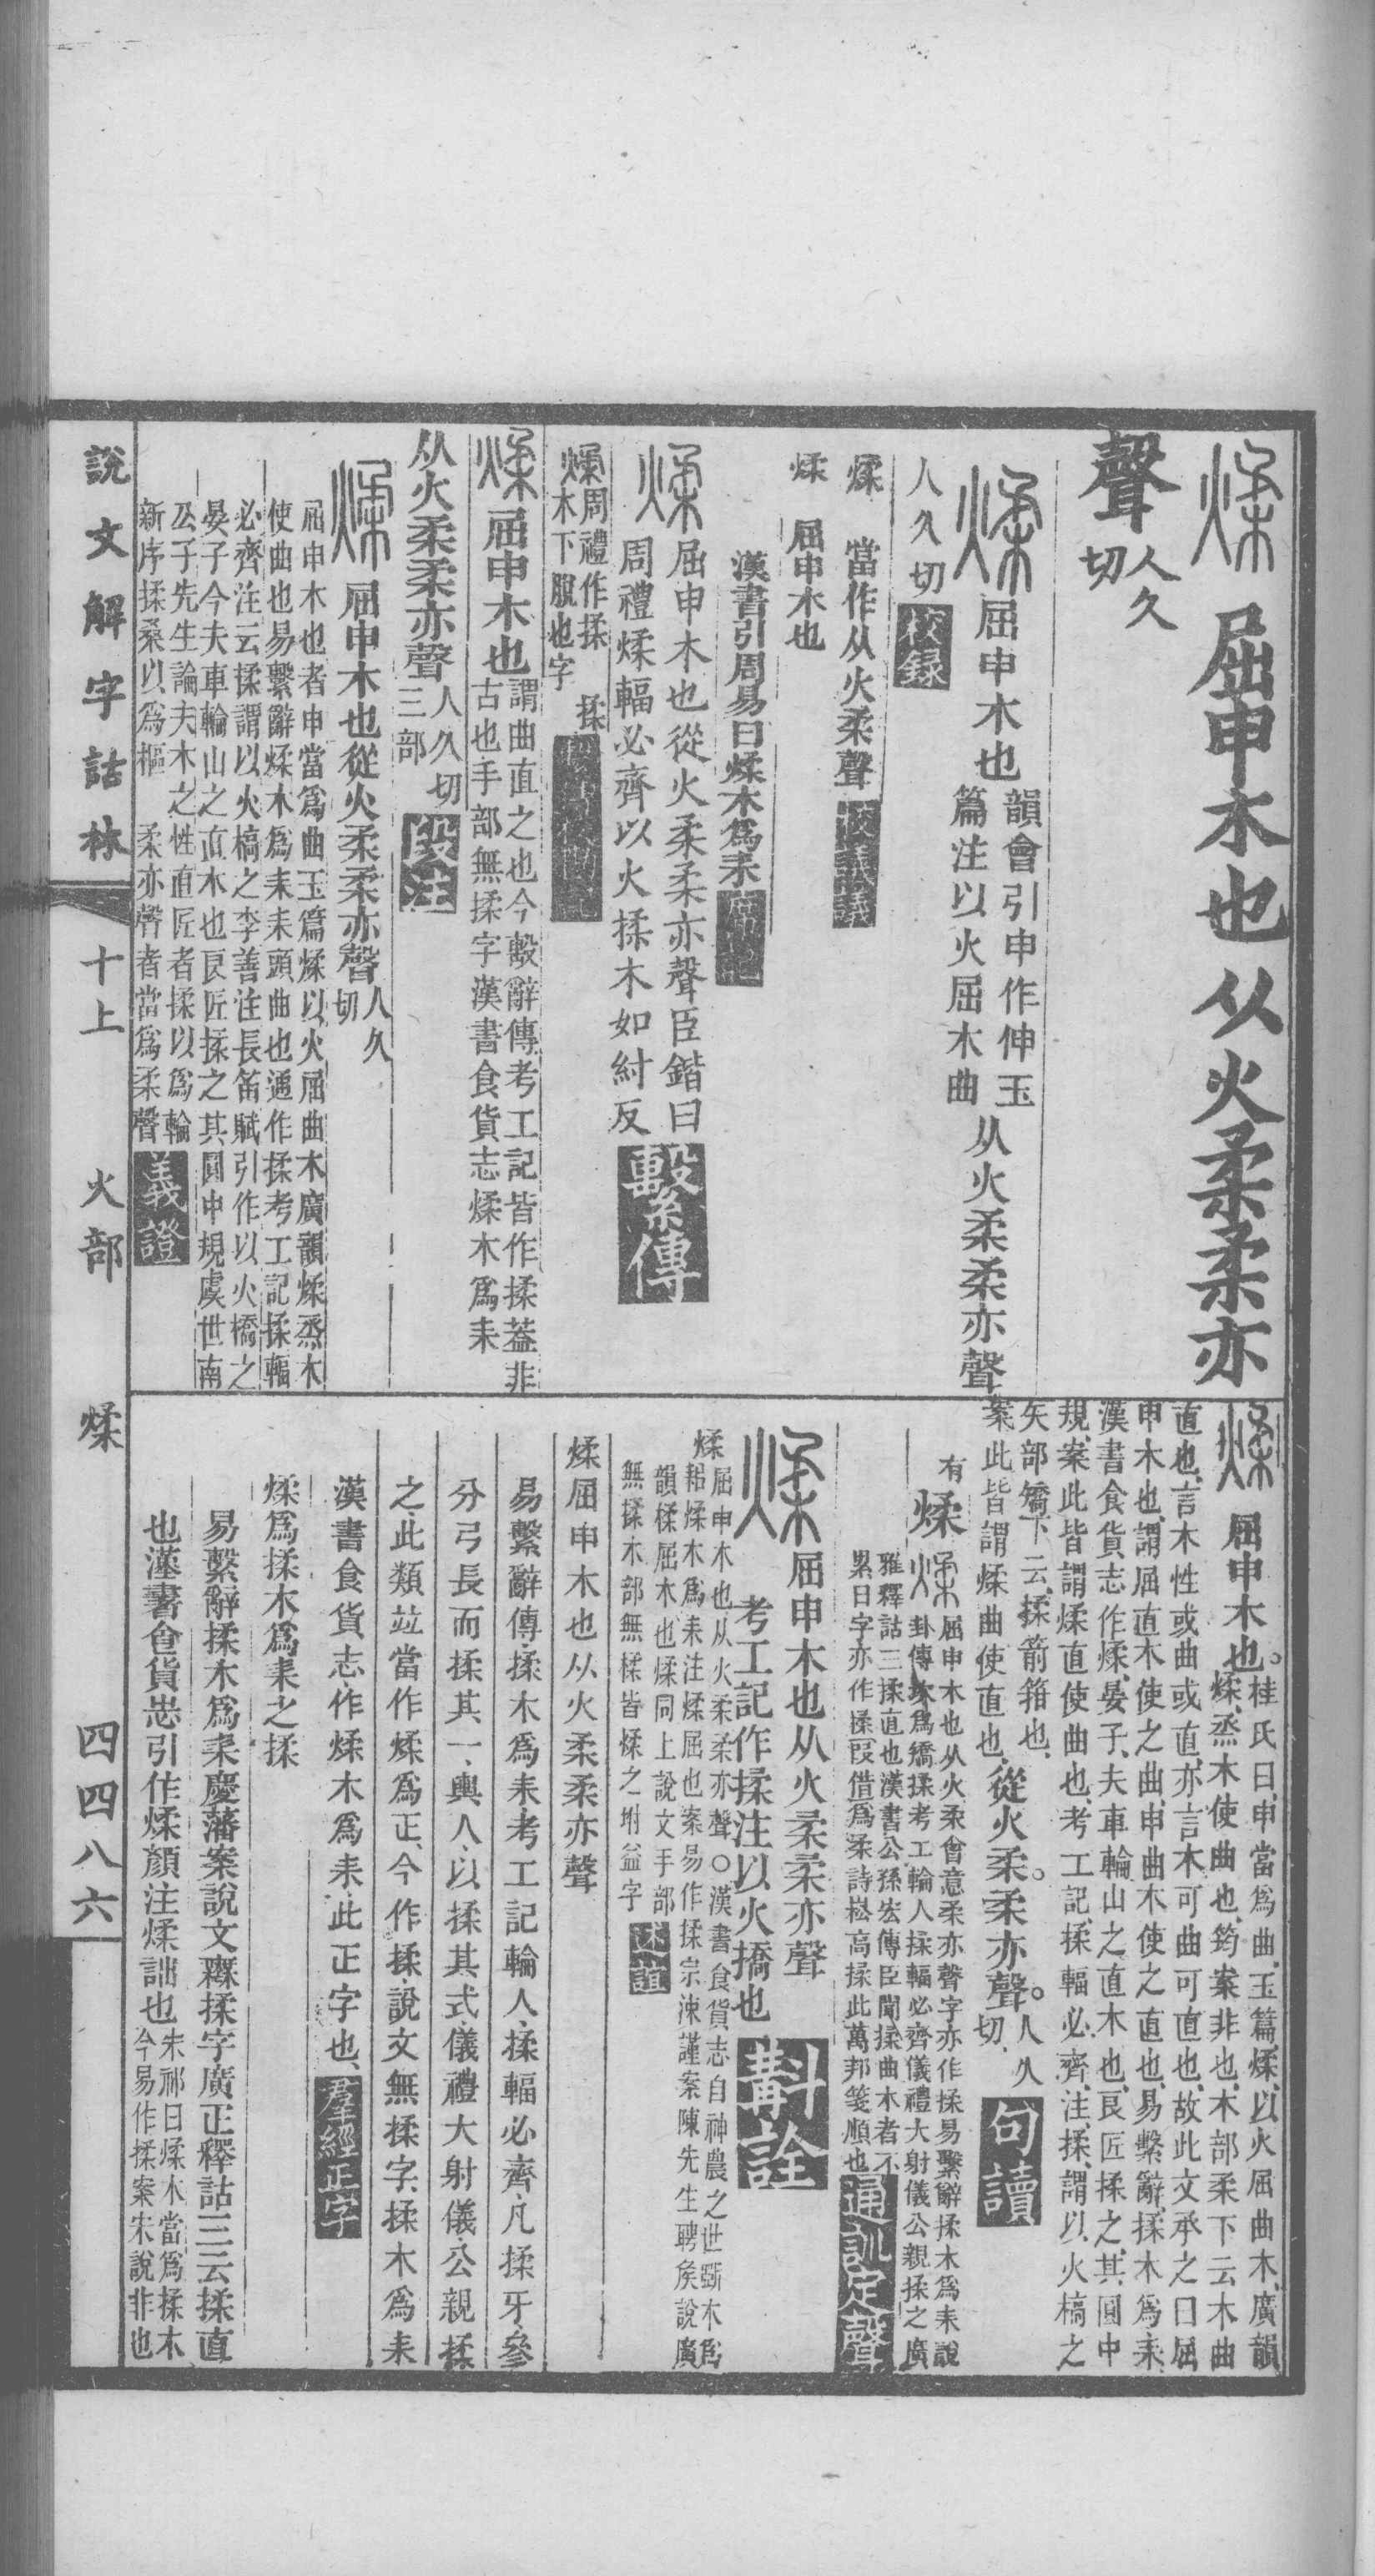 煣 屈申木也从火柔柔亦
聲 人久切
煣 屈申木也 韻會引申作伸玉篇注以火屈木曲 从火柔柔亦聲
人久切 校録
煣 當作从火柔聲 校議議
煣 屈申木也
漢書引周易曰煣木爲耒 席記
煣 屈申木也從火柔柔亦聲臣鍇曰
周禮煣輻必齊以火揉木如紂反 繫傳
煣 周禮作揉木下脫也字 揉
煣 屈申木也 謂曲直之也今毄辭傳考工記皆作揉葢非古也手部無揉字漢書食貨志煣木爲耒
从火柔柔亦聲 人久切三部 段注
煣 屈申木也從火柔柔亦聲 人久切
屈申木也者申當爲曲玉篇煣以火屈曲木廣韻煣烝木
使曲也易繫辭煣木爲耒耒頭曲也通作揉考工記揉輻
必齊注云揉謂以火槁之李善注長笛賦引作以火橋之
晏子今夫車輪山之直木也良匠揉之其圓中規虞世南
公子先生論夫木之性直匠者揉以爲輪
新序揉桑以爲樞 柔亦聲者當爲柔聲 義證
煣 屈申木也。 桂氏曰、申當爲曲、玉篇、煣、以火屈曲木、廣韻
煣、烝木使曲也、筠案非也、木部柔下云木曲
直也、言木性或曲或直、亦言木可曲可直也、故此文承之曰屈
申木也、謂屈直木使之曲、申曲木使之直也、易繫辭、揉木爲耒、
漢書食貨志作煣、晏子、夫車輪山之直木也、良匠揉之、其圓中
規、案此皆謂煣直使曲也、考工記、揉輻必齊、注、揉、謂以火槁之
矢部矯下云、揉箭箝也、
案此皆謂煣曲使直也、從火柔。柔亦聲。 人久切、 句讀
有煣 屈申木也从火柔會意柔亦聲字亦作揉易繫辭揉木爲耒說
卦傳坎爲矯揉考工輪人揉輻必齊儀禮大射儀公親揉之廣
雅釋詁三揉直也漢書公孫宏傳臣聞揉曲木者不
累日字亦作揉叚借爲柔詩崧高揉此萬邦箋順也 通訓定聲
煣 屈申木也从火柔柔亦聲
考工記作揉注以火撟也 斠詮
煣 屈申木也从火柔柔亦聲○漢書食貨志自神農之世斲木爲
耜煣木爲耒注煣屈也案易作揉宗涑謹案陳先生聘矦說廣
韻楺屈木也煣同上說文手部
無揉木部無楺皆煣之坿益字 述誼
煣屈申木也从火柔柔亦聲
易繫辭傳、揉木爲耒考工記輪人、揉輻必齊、凡揉牙、參
分弓長而揉其一、輿人、以揉其式、儀禮大射儀、公親揉
之、此類竝當作煣爲正、今作揉、說文無揉字、揉木爲耒
漢書食貨志、作煣木爲耒、此正字也、 羣經正字
煣爲揉木爲耒之揉
易繫辭揉木爲耒慶藩案說文無揉字廣疋釋詁三云揉直
也漢書食貨志引作煣顏注煣詘也 宋祁曰煣木當爲揉木今易作揉案宋說非也
說文解字詁林 十上 火部 煣 四四八六